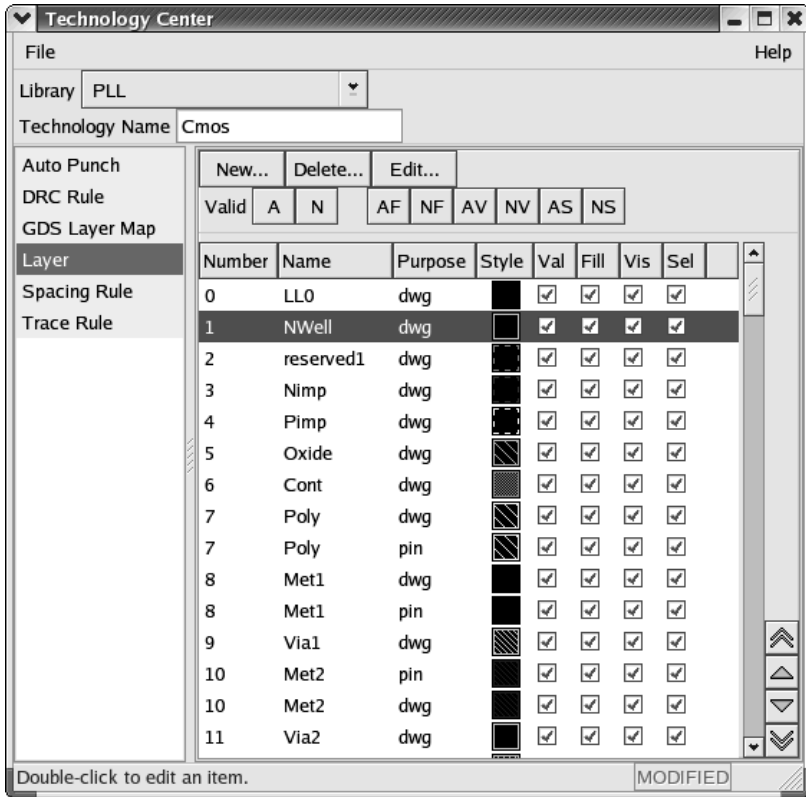 Technology Center
File Help
Library PLL
Technology Name Cmos
Auto Punch
DRC Rule
GDS Layer Map
Layer
Spacing Rule
Trace Rule
New... Delete... Edit...
Valid A N AF NF AV NV AS NS
Number Name Purpose Style Val Fill Vis Sel
0 LL0 dwg
1 NWell dwg
2 reserved1 dwg
3 Nimp dwg
4 Pimp dwg
5 Oxide dwg
6 Cont dwg
7 Poly dwg
7 Poly pin
8 Met1 dwg
8 Met1 pin
9 Via1 dwg
10 Met2 pin
10 Met2 dwg
11 Via2 dwg
Double-click to edit an item. MODIFIED